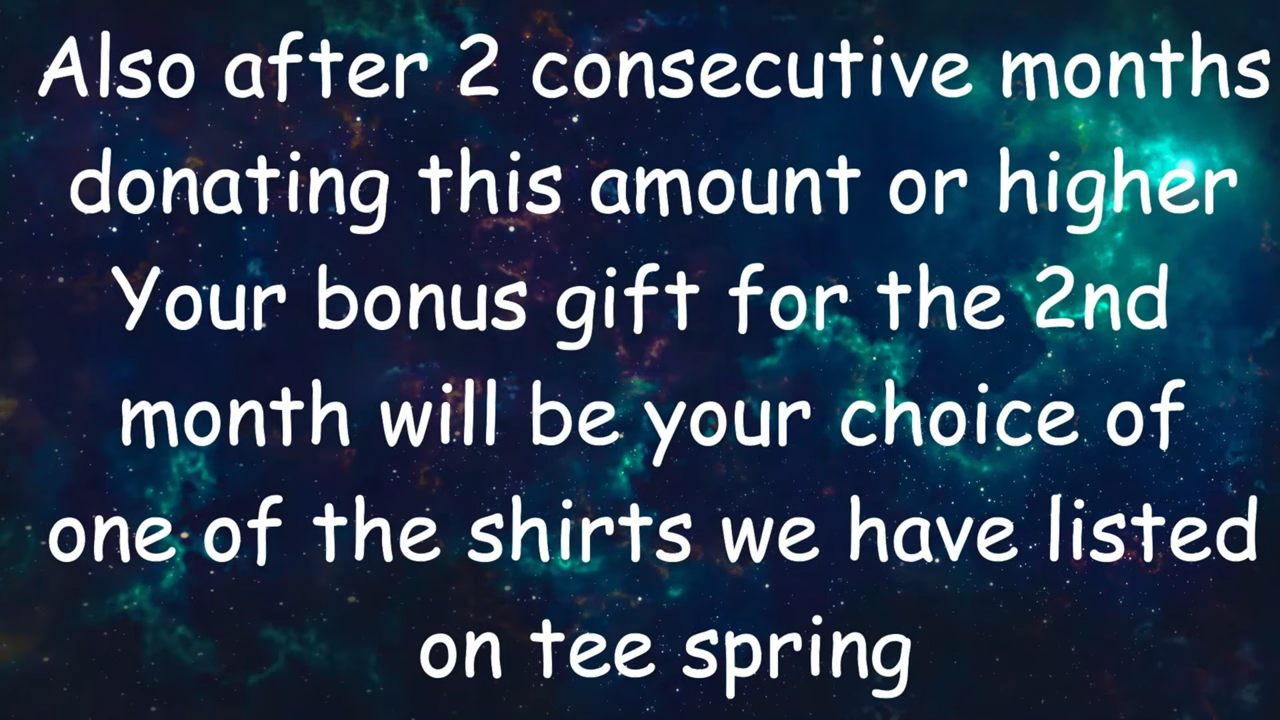 Also after 2 consecutive months
donating this amount or higher
Your bonus gift for the 2nd
month will be your choice of
one of the shirts we have listed
on tee spring